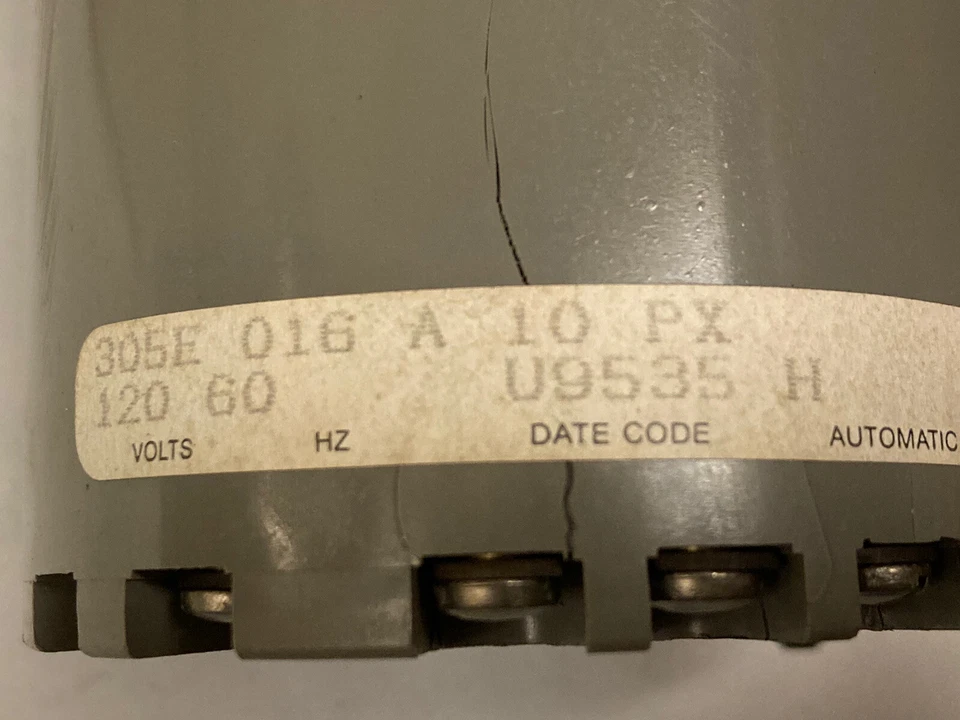 305E 016 A 10 PX
120 60 U9535 H
VOLTS HZ DATE CODE AUTOMATIC